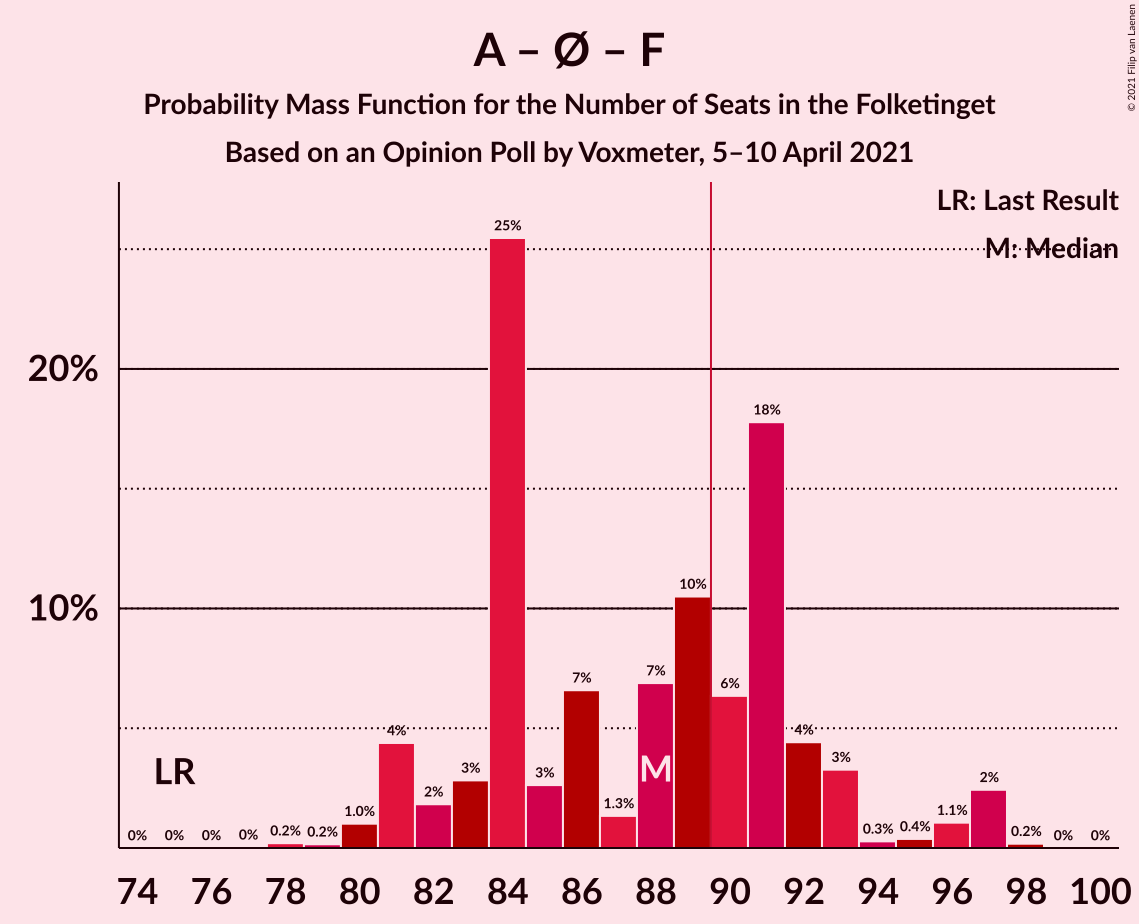 A – Ø – F
Probability Mass Function for the Number of Seats in the Folketinget
Based on an Opinion Poll by Voxmeter, 5–10 April 2021
© 2021 Filip van Laenen
LR: Last Result
M: Median
20%
10%
25%
18%
10%
7%
7%
6%
4%
4%
3%
3%
3%
2%
2%
1.3%
1.0%
1.1%
0% 0% 0% 0% 0.2% 0.2%
0.3% 0.4% 0.2% 0% 0%
LR
M
74 76 78 80 82 84 86 88 90 92 94 96 98 100